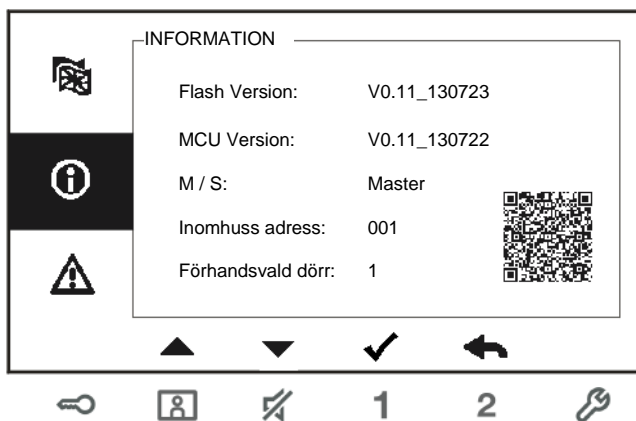 INFORMATION
Flash Version: V0.11_130723
MCU Version: V0.11_130722
M / S: Master
Inomhuss adress: 001
Förhandsvald dörr: 1
1 2